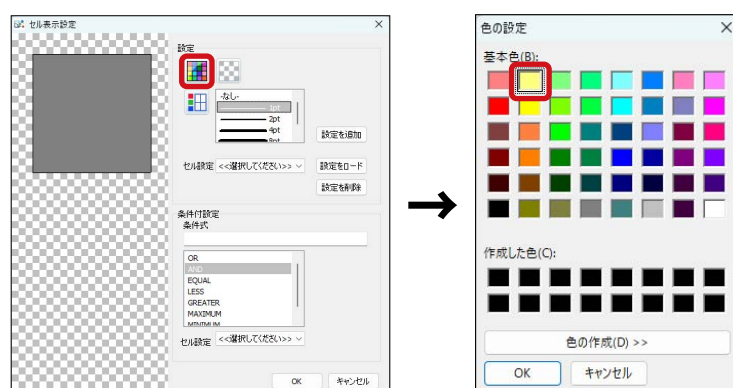 セル表示設定
設定
-なし-
1pt
2pt
4pt
8pt
設定を追加
セル設定 <<選択してください>> 設定をロード
設定を削除
条件付設定
条件式
OR
AND
EQUAL
LESS
GREATER
MAXIMUM
MINIMUM
セル設定 <<選択してください>>
OK キャンセル
→
色の設定
基本色(B):
作成した色(C):
色の作成(D) >>
OK キャンセル